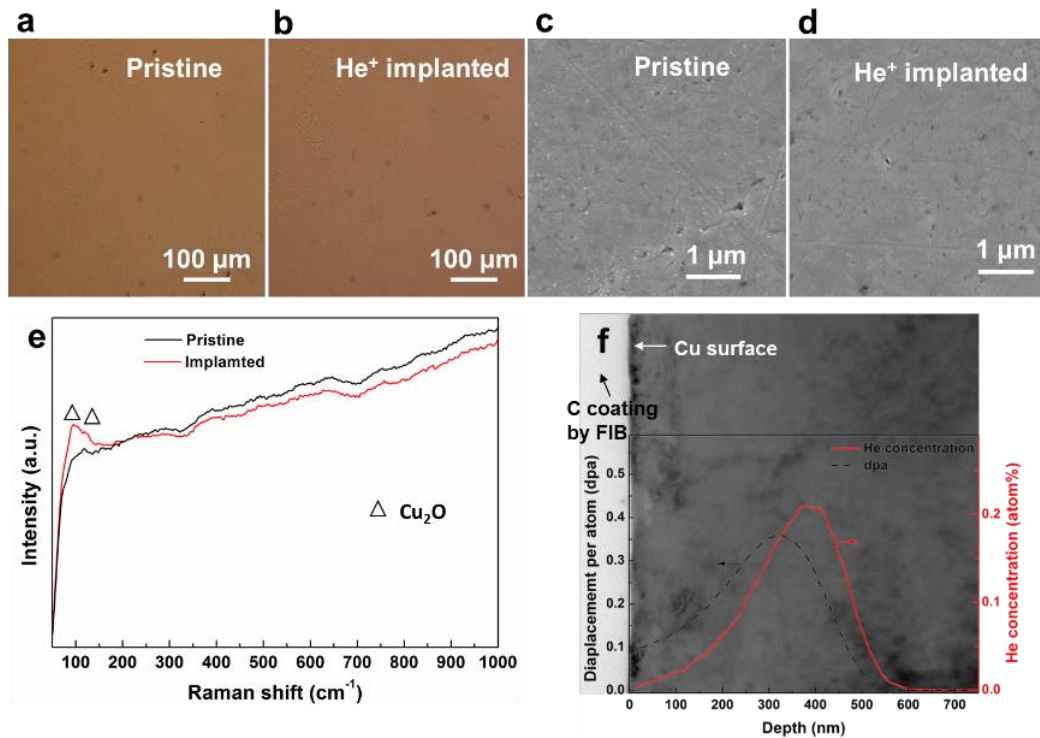 a
Pristine
100 μm
b
He⁺ implanted
100 μm
c
Pristine
1 μm
d
He⁺ implanted
1 μm
e
Pristine
Implamted
Cu₂O
Intensity (a.u.)
100 200 300 400 500 600 700 800 900 1000
Raman shift (cm⁻¹)
f
Cu surface
C coating
by FIB
He concentration
dpa
Diaplacememt per atom (dpa)
0.5
0.4
0.3
0.2
0.1
0.0
He concentration (atom%)
0.2
0.1
0.0
0 100 200 300 400 500 600 700
Depth (nm)